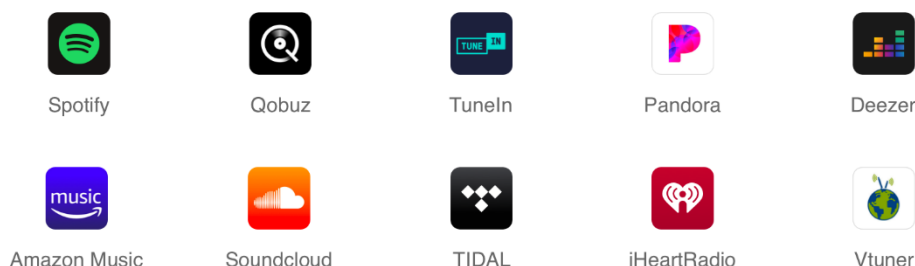 TUNE IN
Spotify
Qobuz
TuneIn
Pandora
Deezer
music
Amazon Music
Soundcloud
TIDAL
iHeartRadio
Vtuner